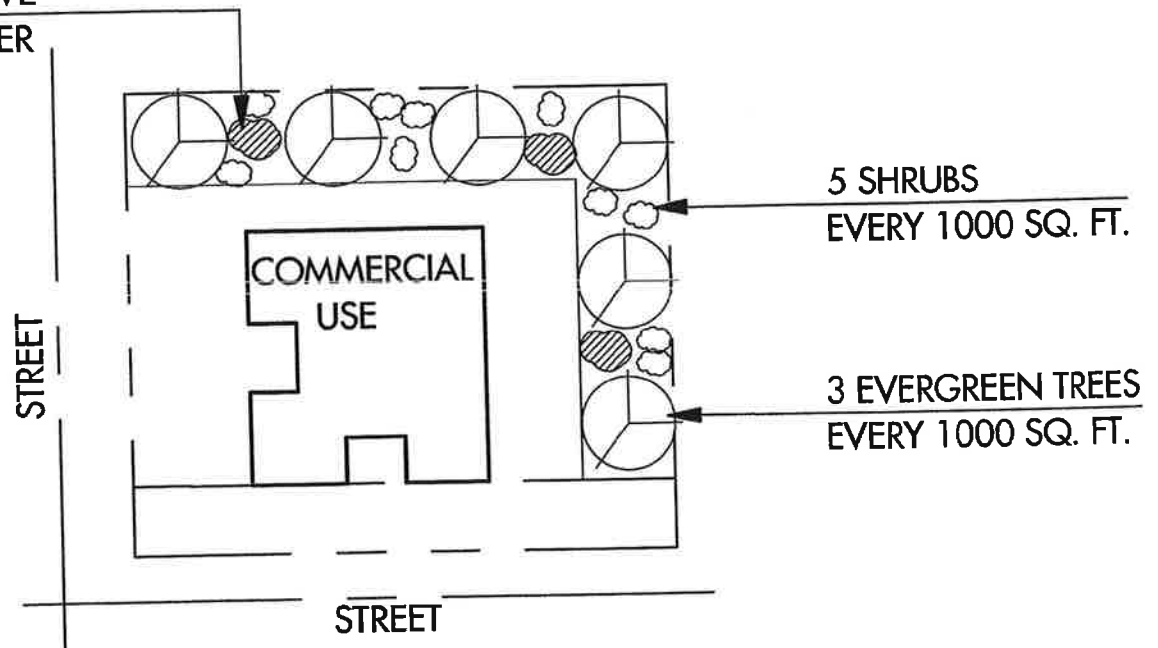 ER
COMMERCIAL
USE
5 SHRUBS
EVERY 1000 SQ. FT.
STREET
3 EVERGREEN TREES
EVERY 1000 SQ. FT.
STREET